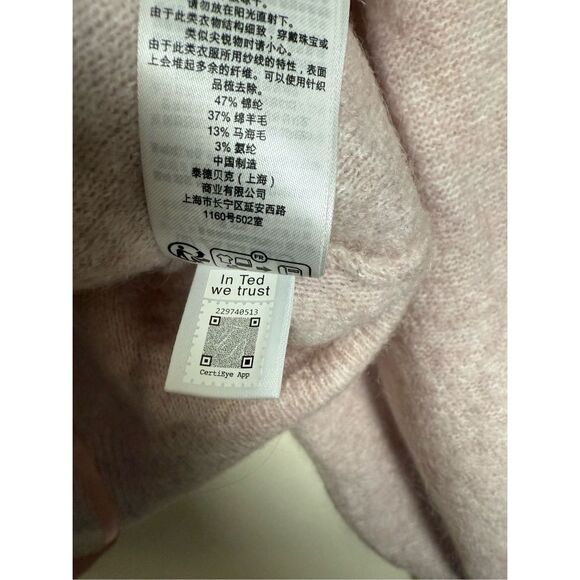 请勿放在阳光直射下。
由于此类衣物结构细致，穿戴珠宝或
类似尖锐物时请小心。
由于此类衣服所用纱线的特性，表面
上会堆起多余的纤维。可以使用针织
品梳去除。
47% 锦纶
37% 绵羊毛
13% 马海毛
3% 氨纶
中国制造
泰德贝克（上海）
商业有限公司
上海市长宁区延安西路
1160号502室
FR
In Ted
we trust
229740513
CertiEye App